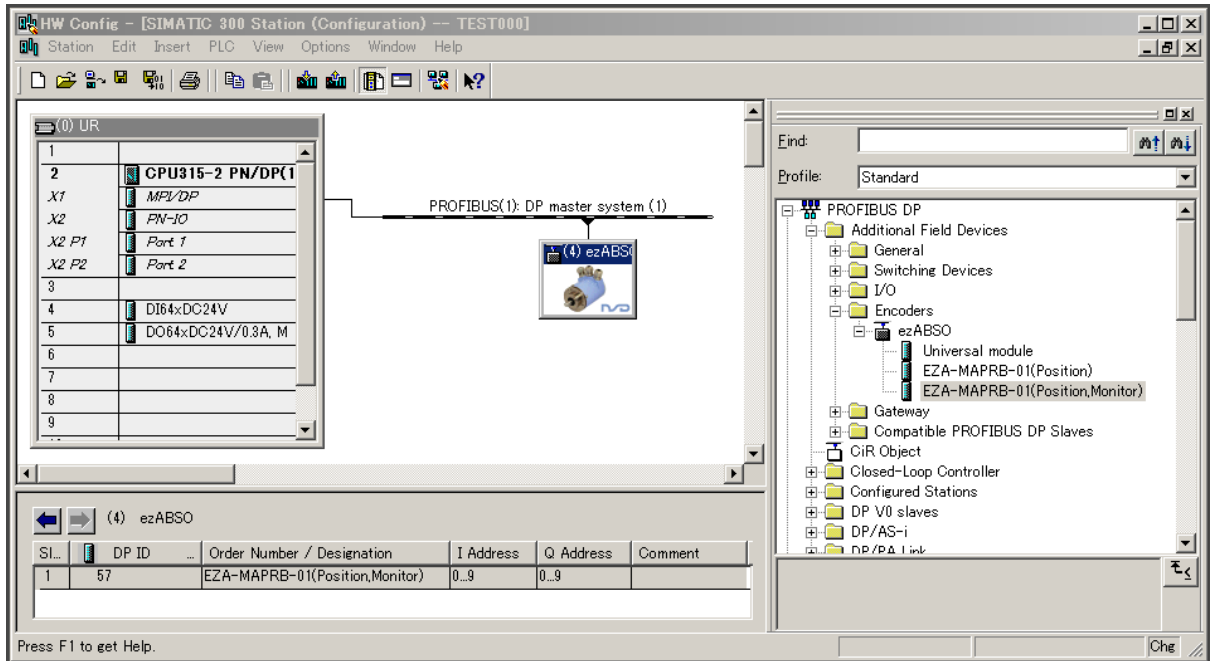 HW Config - [SIMATIC 300 Station (Configuration) -- TEST000]
Station Edit Insert PLC View Options Window Help
(0) UR
1
2 CPU315-2 PN/DP(1
X1 MPI/DP
X2 PN-IO
X2 P1 Port 1
X2 P2 Port 2
3
4 DI64xDC24V
5 DO64xDC24V/0.3A, M
6
7
8
9
PROFIBUS(1): DP master system (1)
(4) ezABSO
Find:
Profile: Standard
PROFIBUS DP
Additional Field Devices
General
Switching Devices
I/O
Encoders
ezABSO
Universal module
EZA-MAPRB-01(Position)
EZA-MAPRB-01(Position,Monitor)
Gateway
Compatible PROFIBUS DP Slaves
CiR Object
Closed-Loop Controller
Configured Stations
DP V0 slaves
DP/AS-i
DP/PA Link
(4) ezABSO
Sl... DP ID ... Order Number / Designation I Address Q Address Comment
1 57 EZA-MAPRB-01(Position,Monitor) 0...9 0...9
Press F1 to get Help.
Chg